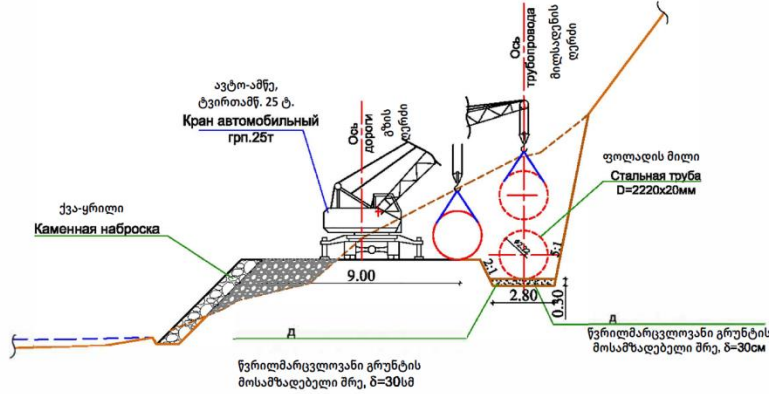 Ось
трубопровода
მილსადენის
ღერძი
ავტო-ამწე,
ტვირთამწ. 25 ტ.
Кран автомобильный
грп.25т
Ось
дороги
გზის
ღერძი
ფოლადის მილი
Стальная труба
D=2220x20мм
ქვა-ყრილი
Каменная наброска
9.00
2:1
5:1
2.80
0.30
Д
წვრილმარცვლოვანი გრუნტის
მოსამზადებელი შრე, δ=30სმ
Д
წვრილმარცვლოვანი გრუნტის
მოსამზადებელი შრე, δ=30см